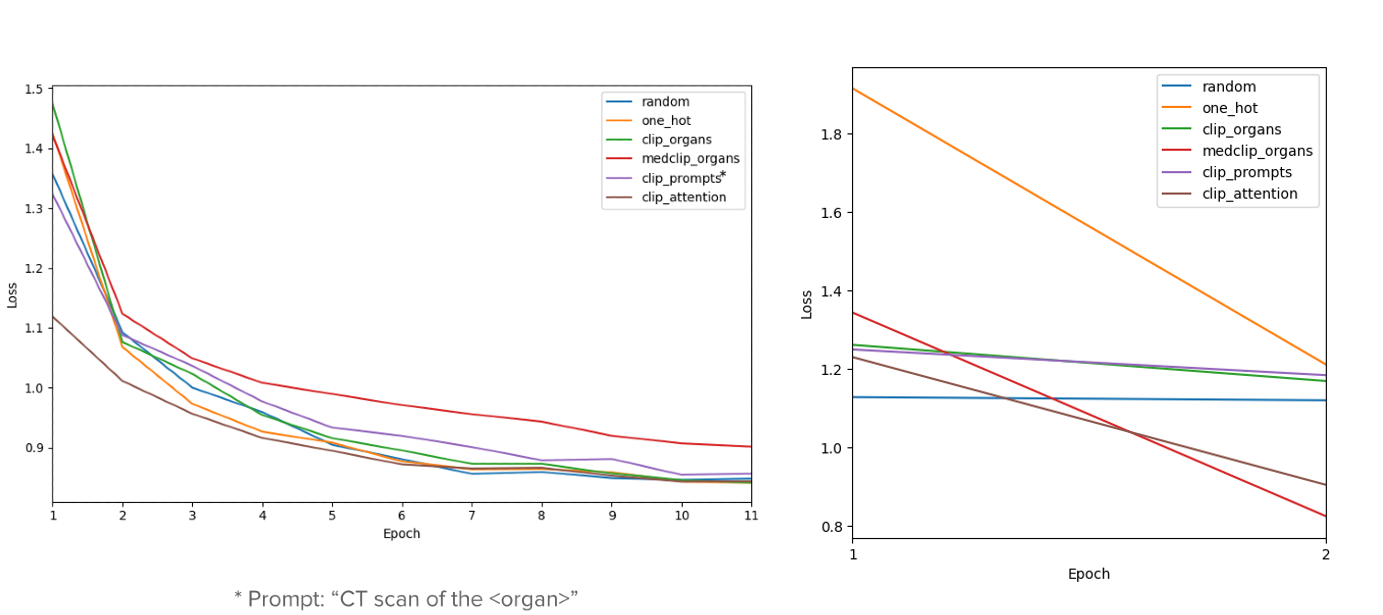 1.5
1.4
1.3
1.2
1.1
1.0
0.9
Loss
1 2 3 4 5 6 7 8 9 10 11
Epoch
random
one_hot
clip_organs
medclip_organs
clip_prompts*
clip_attention
* Prompt: “CT scan of the <organ>”
1.8
1.6
1.4
1.2
1.0
0.8
Loss
1 2
Epoch
random
one_hot
clip_organs
medclip_organs
clip_prompts
clip_attention